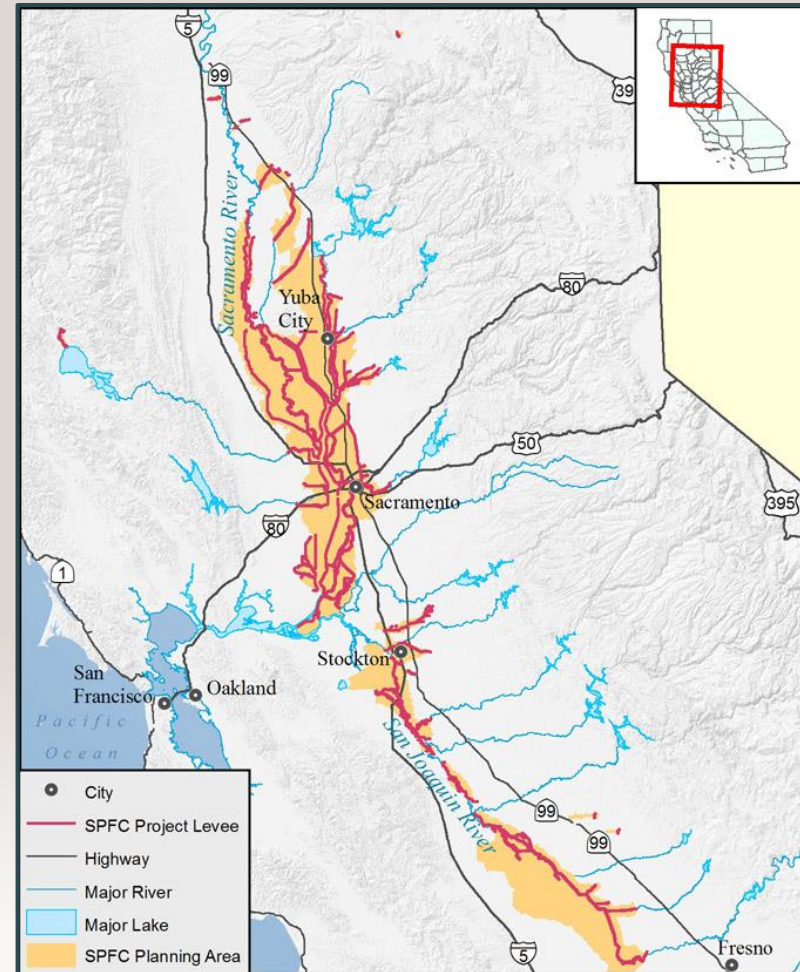 5
99
39
Sacramento River
Yuba
City
80
50
Sacramento
395
80
1
Stockton
San
Francisco
Oakland
Pacific
Ocean
San Joaquin River
99
99
5
Fresno
City
SPFC Project Levee
Highway
Major River
Major Lake
SPFC Planning Area